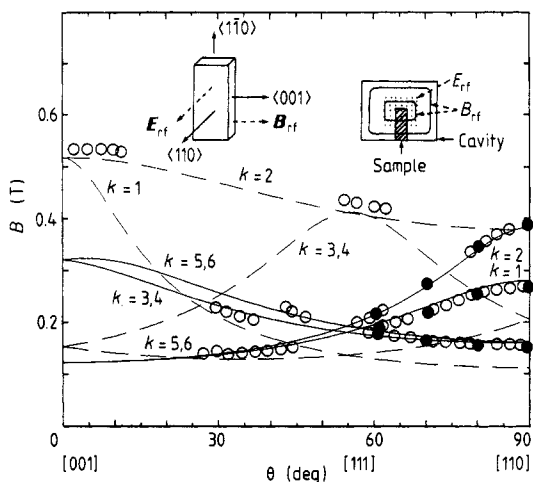 ⟨11̄0⟩
⟨001⟩
E_rf
B_rf
⟨110⟩
E_rf
B_rf
Cavity
Sample
0.6
0.4
0.2
0
B (T)
k = 1
k = 2
k = 3,4
k = 5,6
k = 3,4
k = 5,6
k = 2
k = 1
0
30
60
90
[001]
θ (deg)
[111]
[110]